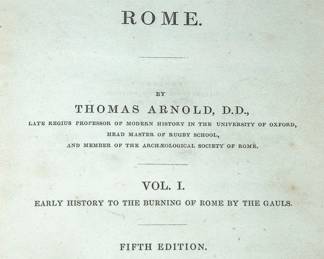 ROME.
BY
THOMAS ARNOLD, D.D.,
LATE REGIUS PROFESSOR OF MODERN HISTORY IN THE UNIVERSITY OF OXFORD,
HEAD MASTER OF RUGBY SCHOOL,
AND MEMBER OF THE ARCHÆOLOGICAL SOCIETY OF ROME.
VOL. I.
EARLY HISTORY TO THE BURNING OF ROME BY THE GAULS.
FIFTH EDITION.